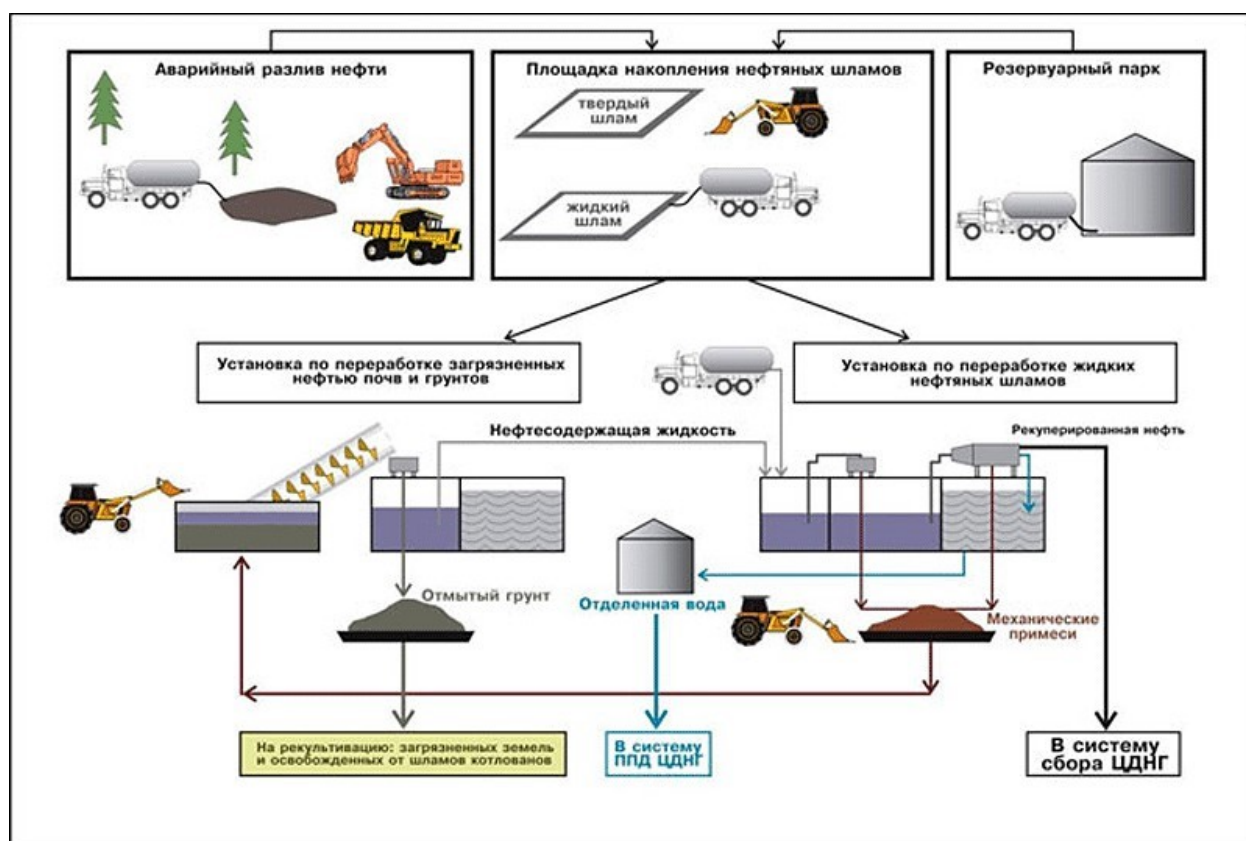 Аварийный разлив нефти
Площадка накопления нефтяных шламов
Резервуарный парк
твердый
шлам
жидкий
шлам
Установка по переработке загрязненных
нефтью почв и грунтов
Установка по переработке жидких
нефтяных шламов
Нефтесодержащая жидкость
Рекуперированная нефть
Отмытый грунт
Отделенная вода
Механические
примеси
На рекультивацию: загрязненных земель
и освобожденных от шламов котлованов
В систему
ППД ЦДНГ
В систему
сбора ЦДНГ